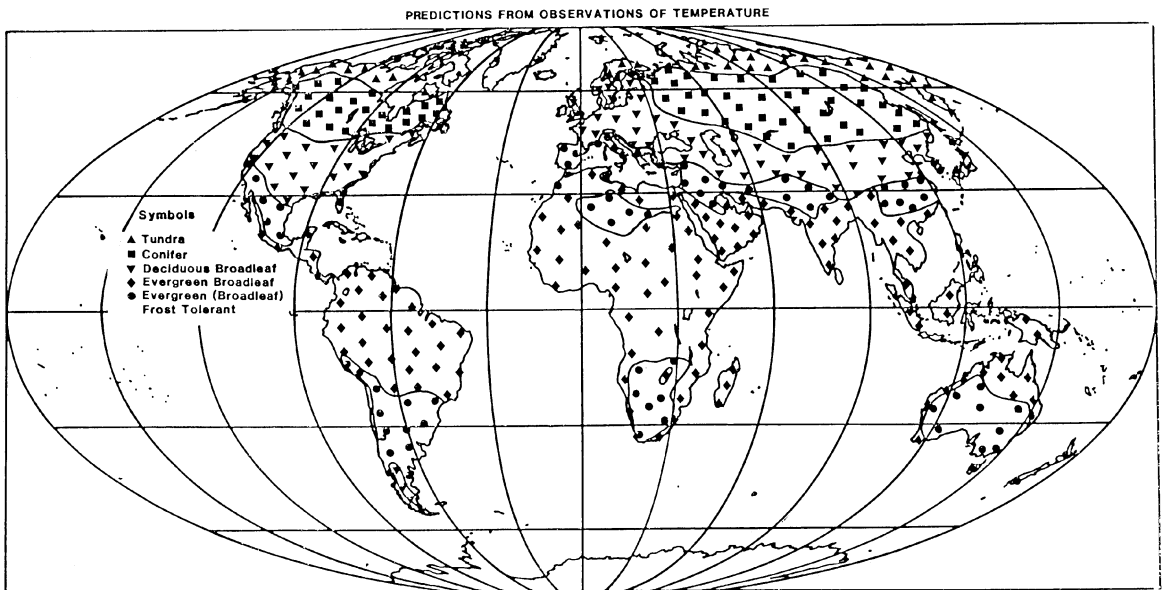 PREDICTIONS FROM OBSERVATIONS OF TEMPERATURE
Symbols
▲ Tundra
■ Conifer
▼ Deciduous Broadleaf
◆ Evergreen Broadleaf
● Evergreen (Broadleaf)
Frost Tolerant